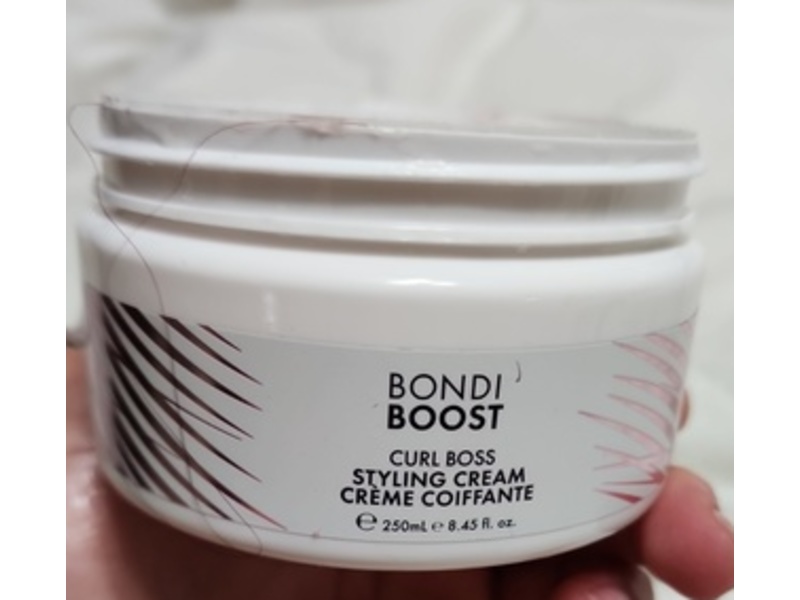 BONDI
BOOST
CURL BOSS
STYLING CREAM
CRÈME COIFFANTE
℮ 250mL ℮ 8.45 fl. oz.